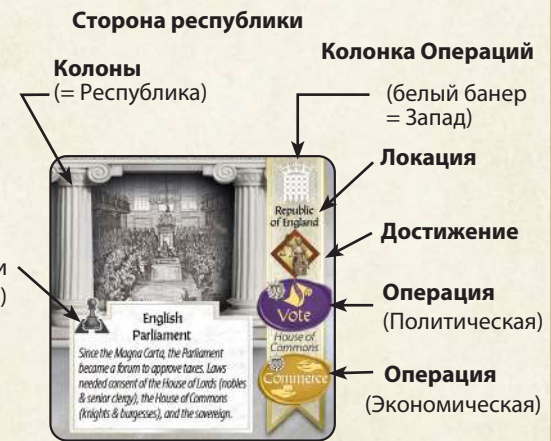 Сторона республики
Колонка Операций
Колоны
(= Республика)
(белый банер
= Запад)
Локация
Достижение
и
)
Операция
(Политическая)
Операция
(Экономическая)
Republic
of England
Vote
House of
Commons
Commerce
English
Parliament
Since the Magna Carta, the Parliament
became a forum to approve taxes. Laws
needed consent of the House of Lords (nobles
& senior clergy), the House of Commons
(knights & burgesses), and the sovereign.